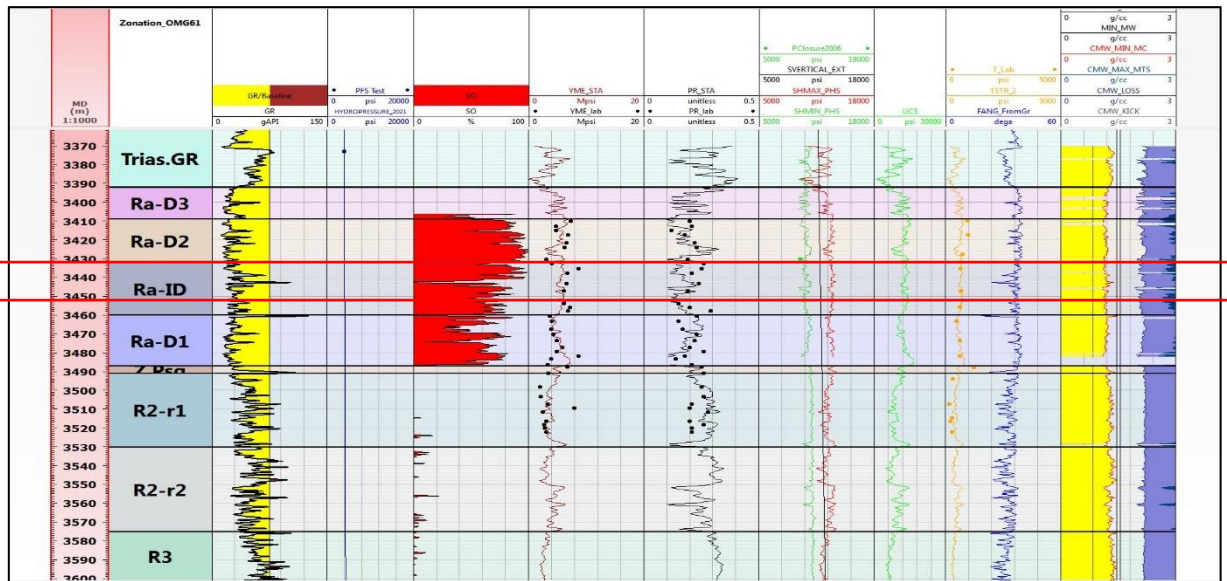 Zonation_OMG61
MD
(m)
1:1000
GR/Baseline
GR
0 gAPI 150
PFS Test
0 psi 20000
HYDROPRESSURE_2021
0 psi 20000
SO
SO
0 % 100
YME_STA
0 Mpsi 20
YME_lab
0 Mpsi 20
PR_STA
0 unitless 0.5
PR_lab
0 unitless 0.5
PClosure2006
5000 psi 18000
SVERTICAL_EXT
5000 psi 18000
SHMAX_PHS
5000 psi 18000
SHMIN_PHS
5000 psi 18000
UCS
0 psi 20000
T_Lab
0 psi 5000
TSTR_2
0 psi 5000
FANG_FromGr
0 dega 60
0 g/cc 3
MIN_MW
0 g/cc 3
CMW_MIN_MC
0 g/cc 3
CMW_MAX_MTS
0 g/cc 3
CMW_LOSS
0 g/cc 3
CMW_KICK
0 g/cc 3
3370
3380
3390
3400
3410
3420
3430
3440
3450
3460
3470
3480
3490
3500
3510
3520
3530
3540
3550
3560
3570
3580
3590
3600
Trias.GR
Ra-D3
Ra-D2
Ra-ID
Ra-D1
Z.Psg
R2-r1
R2-r2
R3